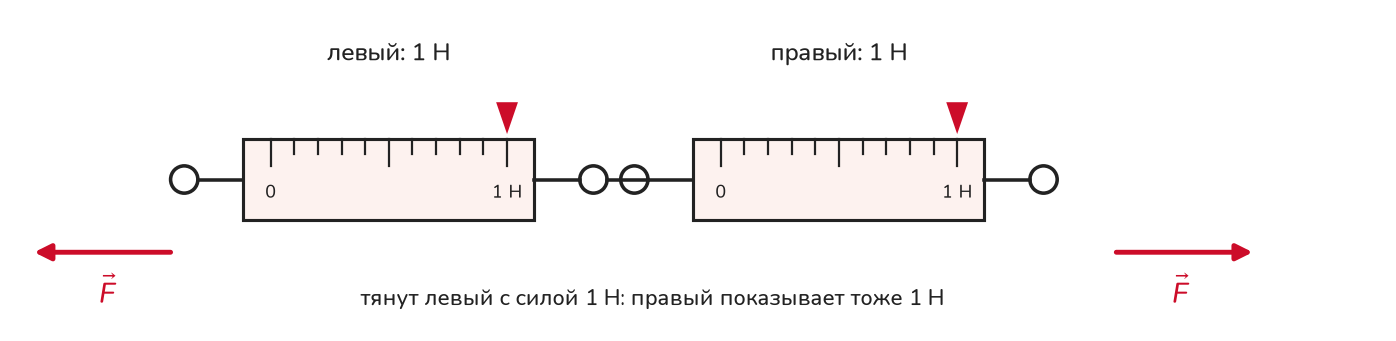 левый: 1 Н
правый: 1 Н
0
1 Н
0
1 Н
F⃗
F⃗
тянут левый с силой 1 Н: правый показывает тоже 1 Н